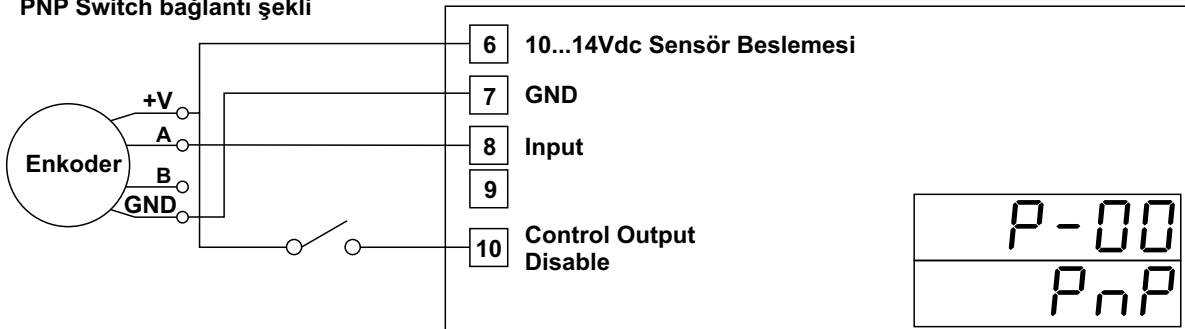 PNP Switch bağlantı şekli
6 10...14Vdc Sensör Beslemesi
7 GND
+V
A
8 Input
Enkoder
B
9
GND
10 Control Output
Disable
P-00
PnP